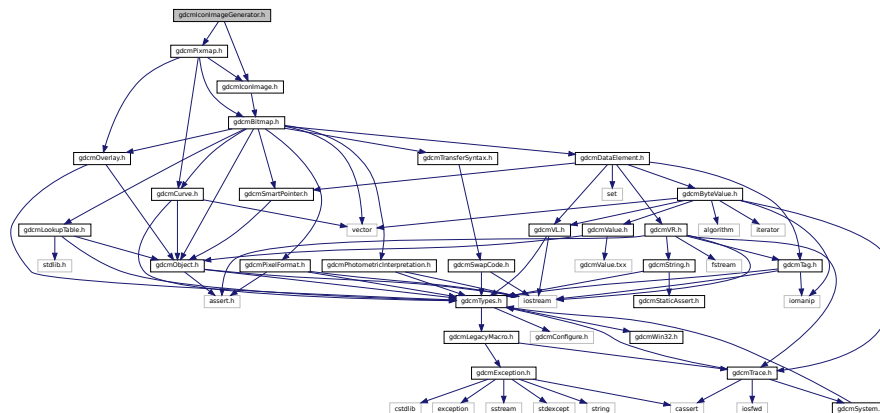 gdcmIconImageGenerator.h
gdcmPixmap.h
gdcmIconImage.h
gdcmBitmap.h
gdcmOverlay.h
gdcmTransferSyntax.h
gdcmDataElement.h
gdcmCurve.h
gdcmSmartPointer.h
set
gdcmByteValue.h
gdcmLookupTable.h
vector
gdcmVL.h
gdcmValue.h
gdcmVR.h
algorithm
iterator
stdlib.h
gdcmObject.h
gdcmPixelFormat.h
gdcmPhotometricInterpretation.h
gdcmSwapCode.h
gdcmValue.txx
gdcmString.h
fstream
gdcmTag.h
assert.h
gdcmTypes.h
iostream
gdcmStaticAssert.h
iomanip
gdcmLegacyMacro.h
gdcmConfigure.h
gdcmWin32.h
gdcmException.h
gdcmTrace.h
cstdlib
exception
sstream
stdexcept
string
cassert
iosfwd
gdcmSystem.